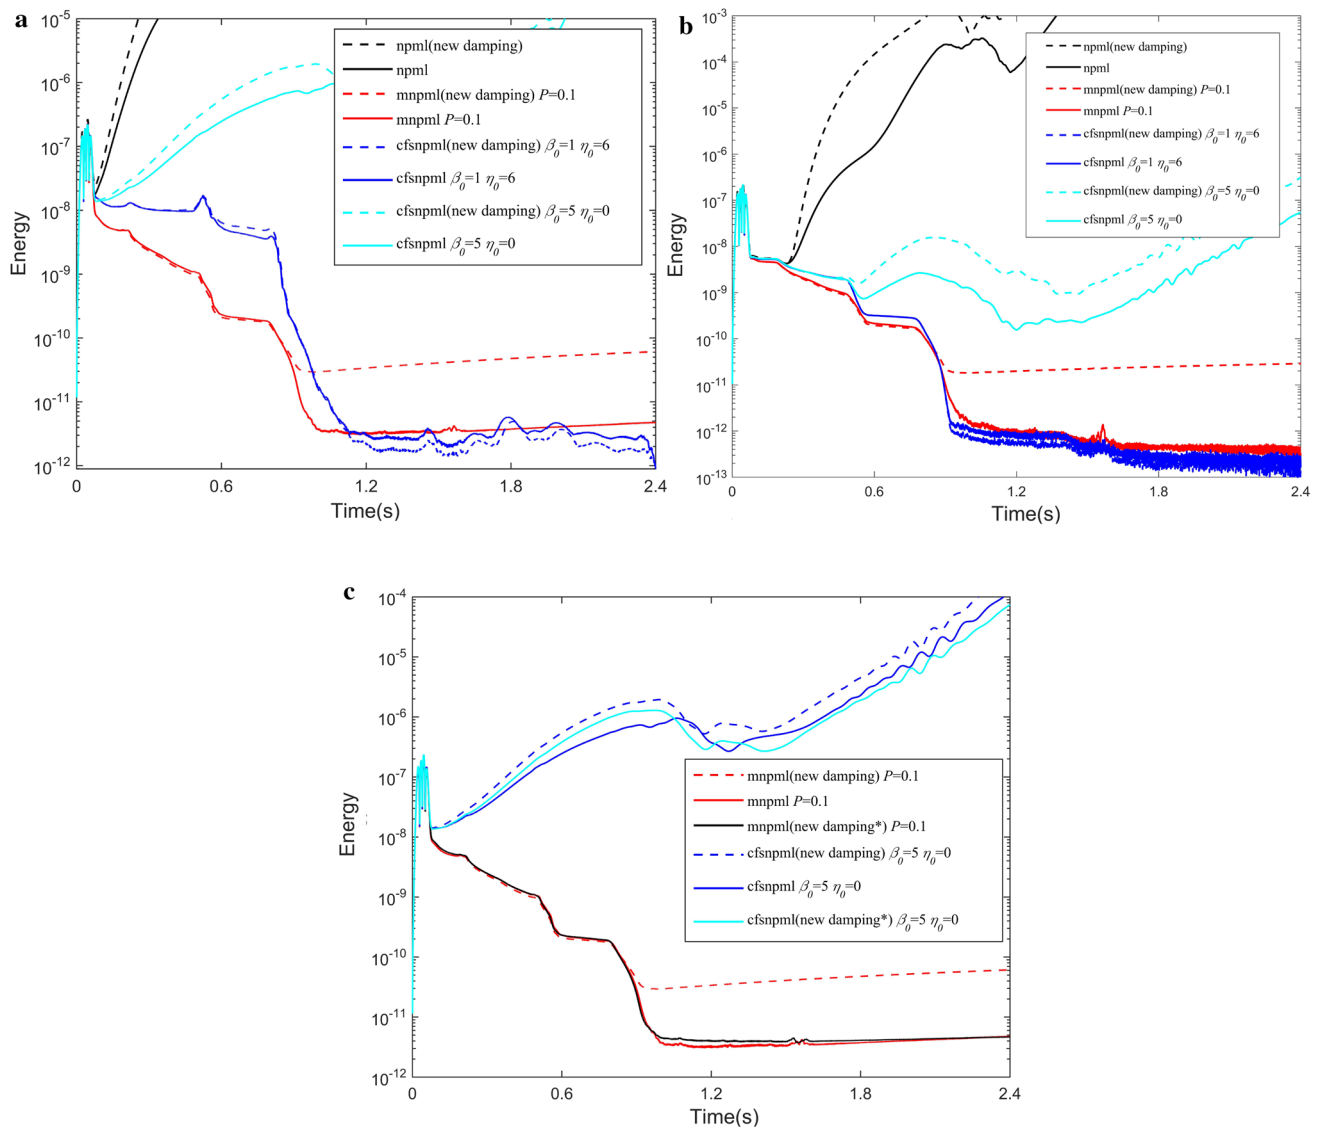 a
10^-5
10^-6
10^-7
10^-8
10^-9
10^-10
10^-11
10^-12
Energy
0 0.6 1.2 1.8 2.4
Time(s)
npml(new damping)
npml
mnpml(new damping) P=0.1
mnpml P=0.1
cfsnpml(new damping) β₀=1 η₀=6
cfsnpml β₀=1 η₀=6
cfsnpml(new damping) β₀=5 η₀=0
cfsnpml β₀=5 η₀=0
b
10^-3
10^-4
10^-5
10^-6
10^-7
10^-8
10^-9
10^-10
10^-11
10^-12
10^-13
Energy
0 0.6 1.2 1.8 2.4
Time(s)
npml(new damping)
npml
mnpml(new damping) P=0.1
mnpml P=0.1
cfsnpml(new damping) β₀=1 η₀=6
cfsnpml β₀=1 η₀=6
cfsnpml(new damping) β₀=5 η₀=0
cfsnpml β₀=5 η₀=0
c
10^-4
10^-5
10^-6
10^-7
10^-8
10^-9
10^-10
10^-11
10^-12
Energy
0 0.6 1.2 1.8 2.4
Time(s)
mnpml(new damping) P=0.1
mnpml P=0.1
mnpml(new damping*) P=0.1
cfsnpml(new damping) β₀=5 η₀=0
cfsnpml β₀=5 η₀=0
cfsnpml(new damping*) β₀=5 η₀=0